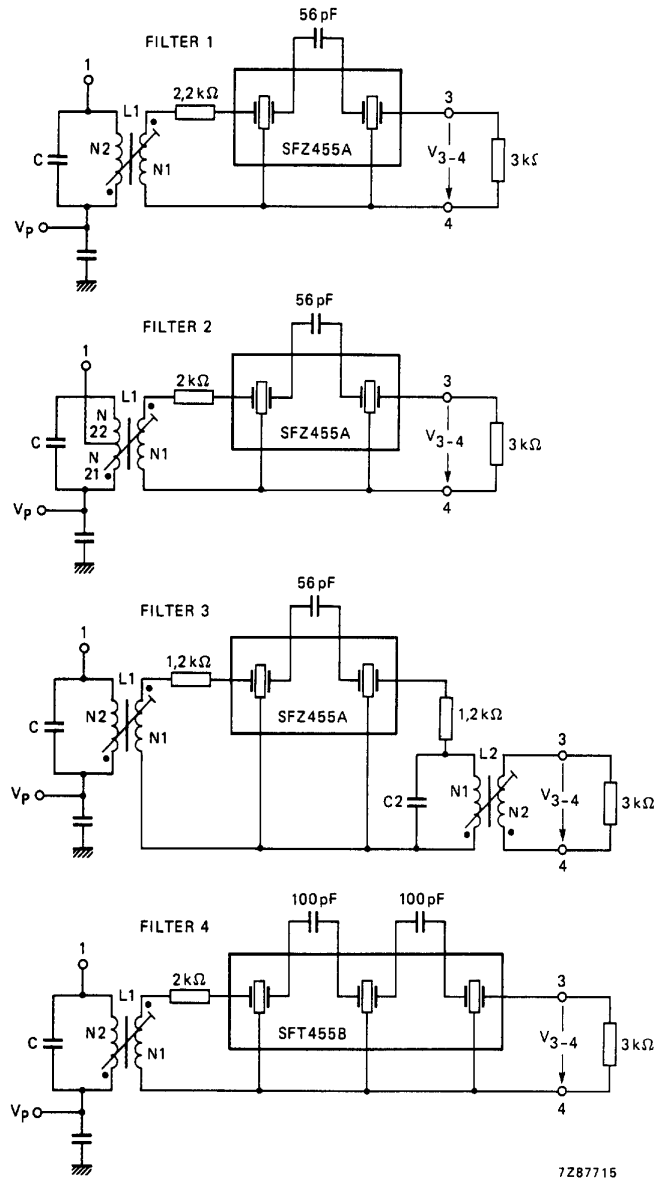 56 pF
FILTER 1
1
2,2 kΩ
L1
3
C
N2
N1
SFZ455A
V3-4
3 kΩ
4
Vp
56 pF
FILTER 2
1
2 kΩ
L1
3
C
N
22
N
21
N1
SFZ455A
V3-4
3 kΩ
4
Vp
56 pF
FILTER 3
1
1,2 kΩ
L1
C
N2
N1
SFZ455A
1,2 kΩ
L2
3
Vp
C2
N1
N2
V3-4
3 kΩ
4
100 pF 100 pF
FILTER 4
1
2 kΩ
L1
3
C
N2
N1
SFT455B
V3-4
3 kΩ
4
Vp
7Z87715